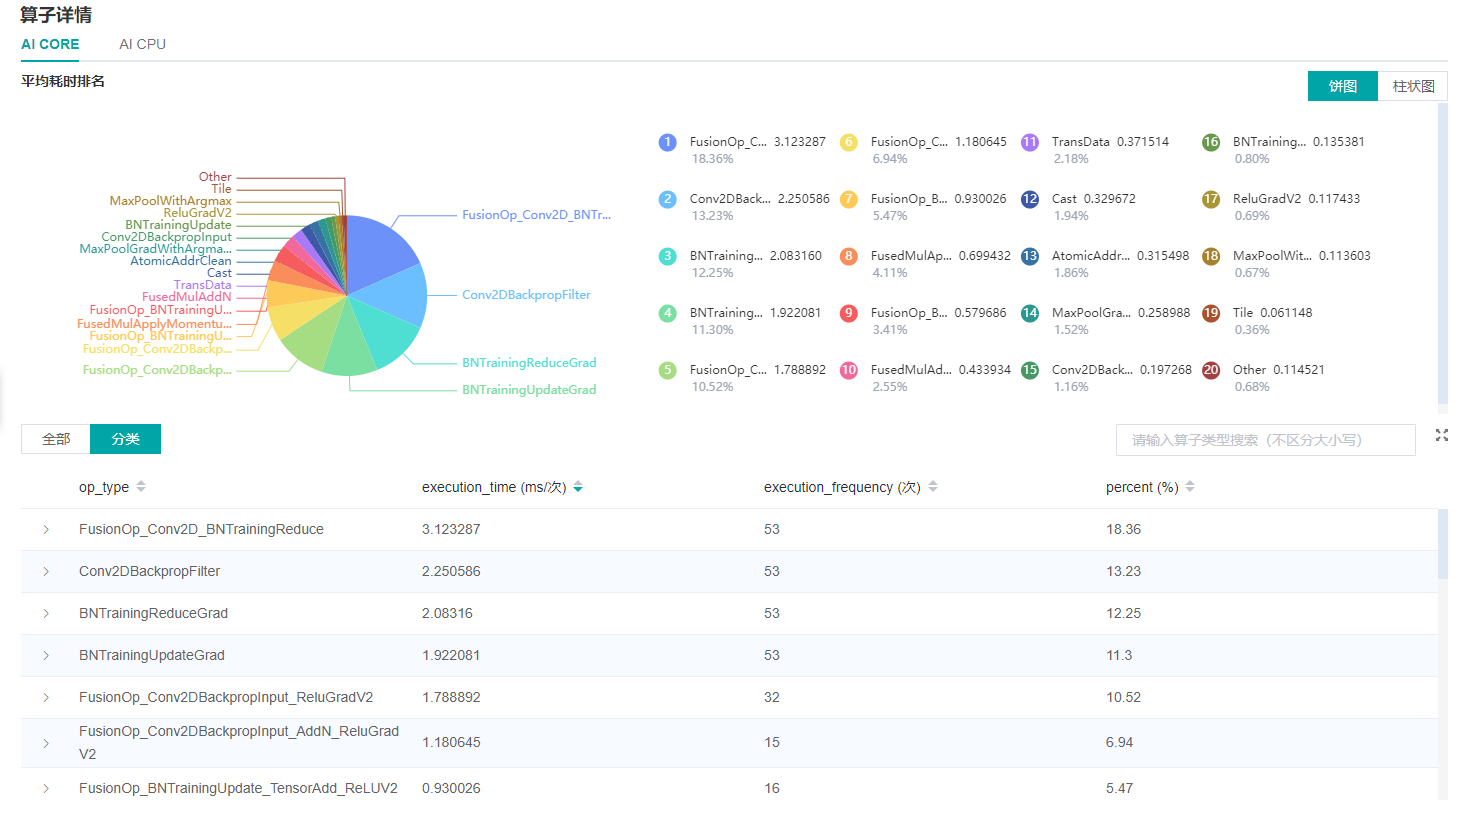 算子详情
AI CORE
AI CPU
平均耗时排名
饼图
柱状图
Other
Tile
MaxPoolWithArgmax
ReluGradV2
BNTrainingUpdate
Conv2DBackpropInput
MaxPoolGradWithArgma...
AtomicAddrClean
Cast
TransData
FusedMulAddN
FusionOp_BNTrainingU...
FusedMulApplyMomentu...
FusionOp_BNTrainingU...
FusionOp_Conv2DBackp...
FusionOp_Conv2DBackp...
FusionOp_Conv2D_BNTr...
Conv2DBackpropFilter
BNTrainingReduceGrad
BNTrainingUpdateGrad
1 FusionOp_C... 3.123287
18.36%
2 Conv2DBack... 2.250586
13.23%
3 BNTraining... 2.083160
12.25%
4 BNTraining... 1.922081
11.30%
5 FusionOp_C... 1.788892
10.52%
6 FusionOp_C... 1.180645
6.94%
7 FusionOp_B... 0.930026
5.47%
8 FusedMulAp... 0.699432
4.11%
9 FusionOp_B... 0.579686
3.41%
10 FusedMulAd... 0.433934
2.55%
11 TransData 0.371514
2.18%
12 Cast 0.329672
1.94%
13 AtomicAddr... 0.315498
1.86%
14 MaxPoolGra... 0.258988
1.52%
15 Conv2DBack... 0.197268
1.16%
16 BNTraining... 0.135381
0.80%
17 ReluGradV2 0.117433
0.69%
18 MaxPoolWit... 0.113603
0.67%
19 Tile 0.061148
0.36%
20 Other 0.114521
0.68%
全部
分类
请输入算子类型搜索（不区分大小写）
op_type execution_time (ms/次) execution_frequency (次) percent (%)
FusionOp_Conv2D_BNTrainingReduce 3.123287 53 18.36
Conv2DBackpropFilter 2.250586 53 13.23
BNTrainingReduceGrad 2.08316 53 12.25
BNTrainingUpdateGrad 1.922081 53 11.3
FusionOp_Conv2DBackpropInput_ReluGradV2 1.788892 32 10.52
FusionOp_Conv2DBackpropInput_AddN_ReluGrad
V2 1.180645 15 6.94
FusionOp_BNTrainingUpdate_TensorAdd_ReLUV2 0.930026 16 5.47